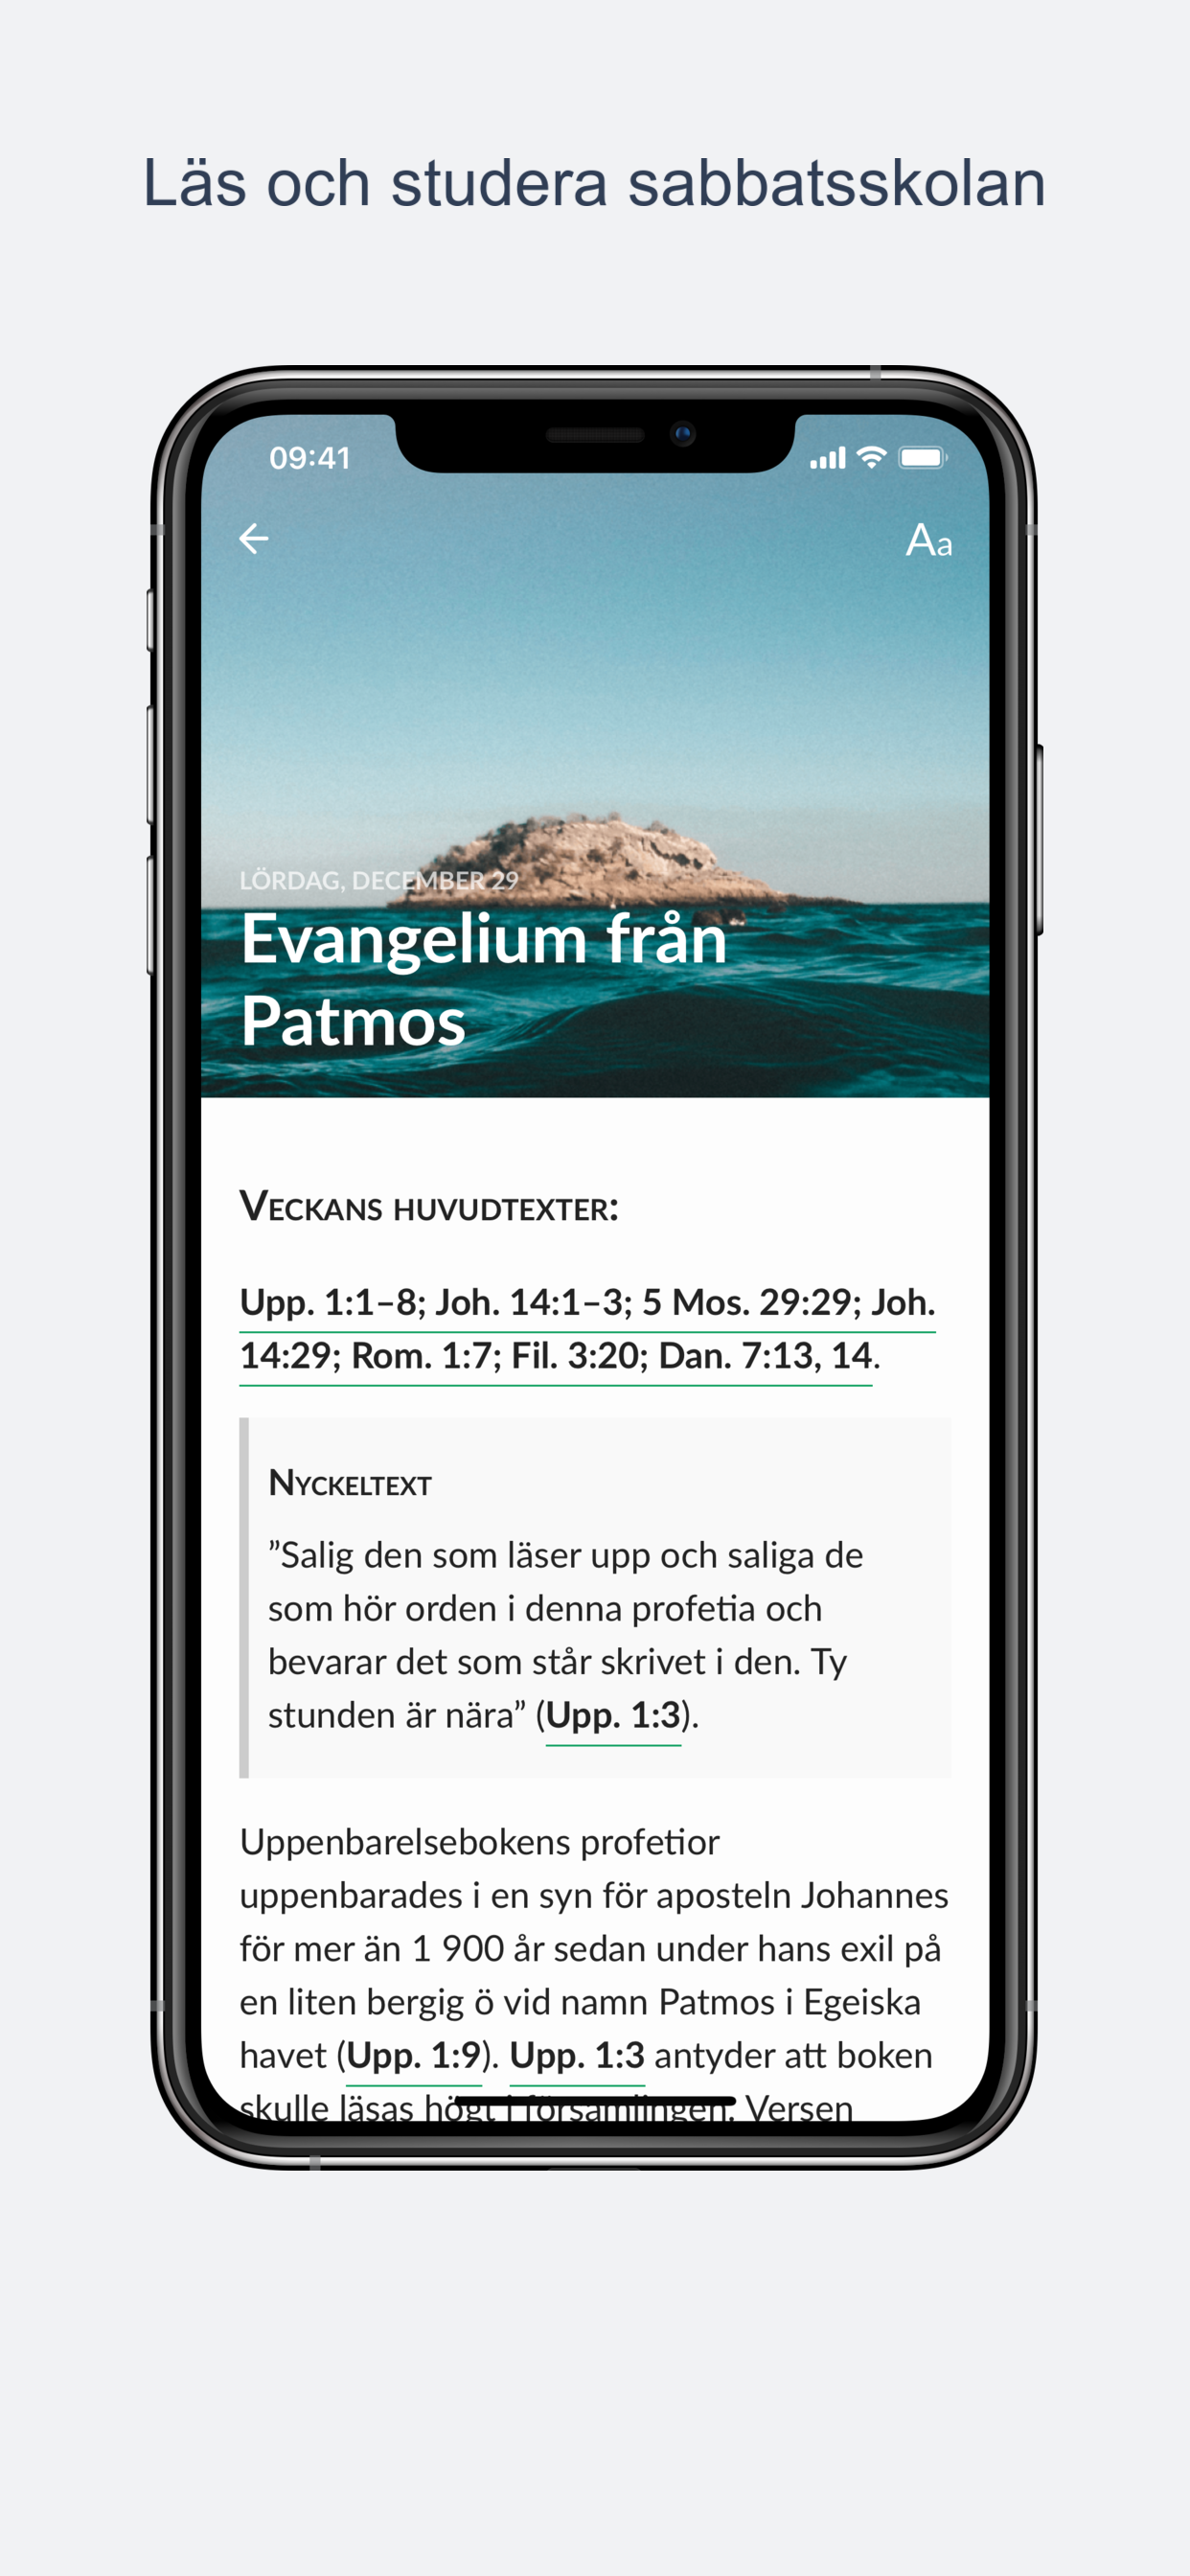 Läs och studera sabbatsskolan
09:41
Aa
LÖRDAG, DECEMBER 29
Evangelium från
Patmos
Veckans huvudtexter:
Upp. 1:1–8; Joh. 14:1–3; 5 Mos. 29:29; Joh.
14:29; Rom. 1:7; Fil. 3:20; Dan. 7:13, 14.
Nyckeltext
”Salig den som läser upp och saliga de
som hör orden i denna profetia och
bevarar det som står skrivet i den. Ty
stunden är nära” (Upp. 1:3).
Uppenbarelsebokens profetior
uppenbarades i en syn för aposteln Johannes
för mer än 1 900 år sedan under hans exil på
en liten bergig ö vid namn Patmos i Egeiska
havet (Upp. 1:9). Upp. 1:3 antyder att boken
skulle läsas högt i församlingen. Versen